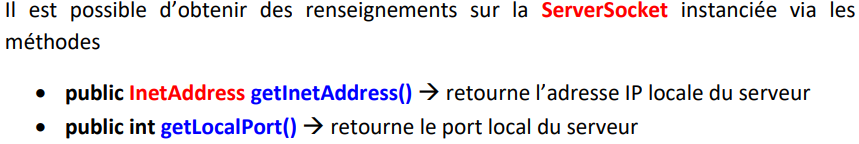 Il est possible d'obtenir des renseignements sur la ServerSocket instanciée via les
méthodes
• public InetAddress getInetAddress() → retourne l'adresse IP locale du serveur
• public int getLocalPort() → retourne le port local du serveur